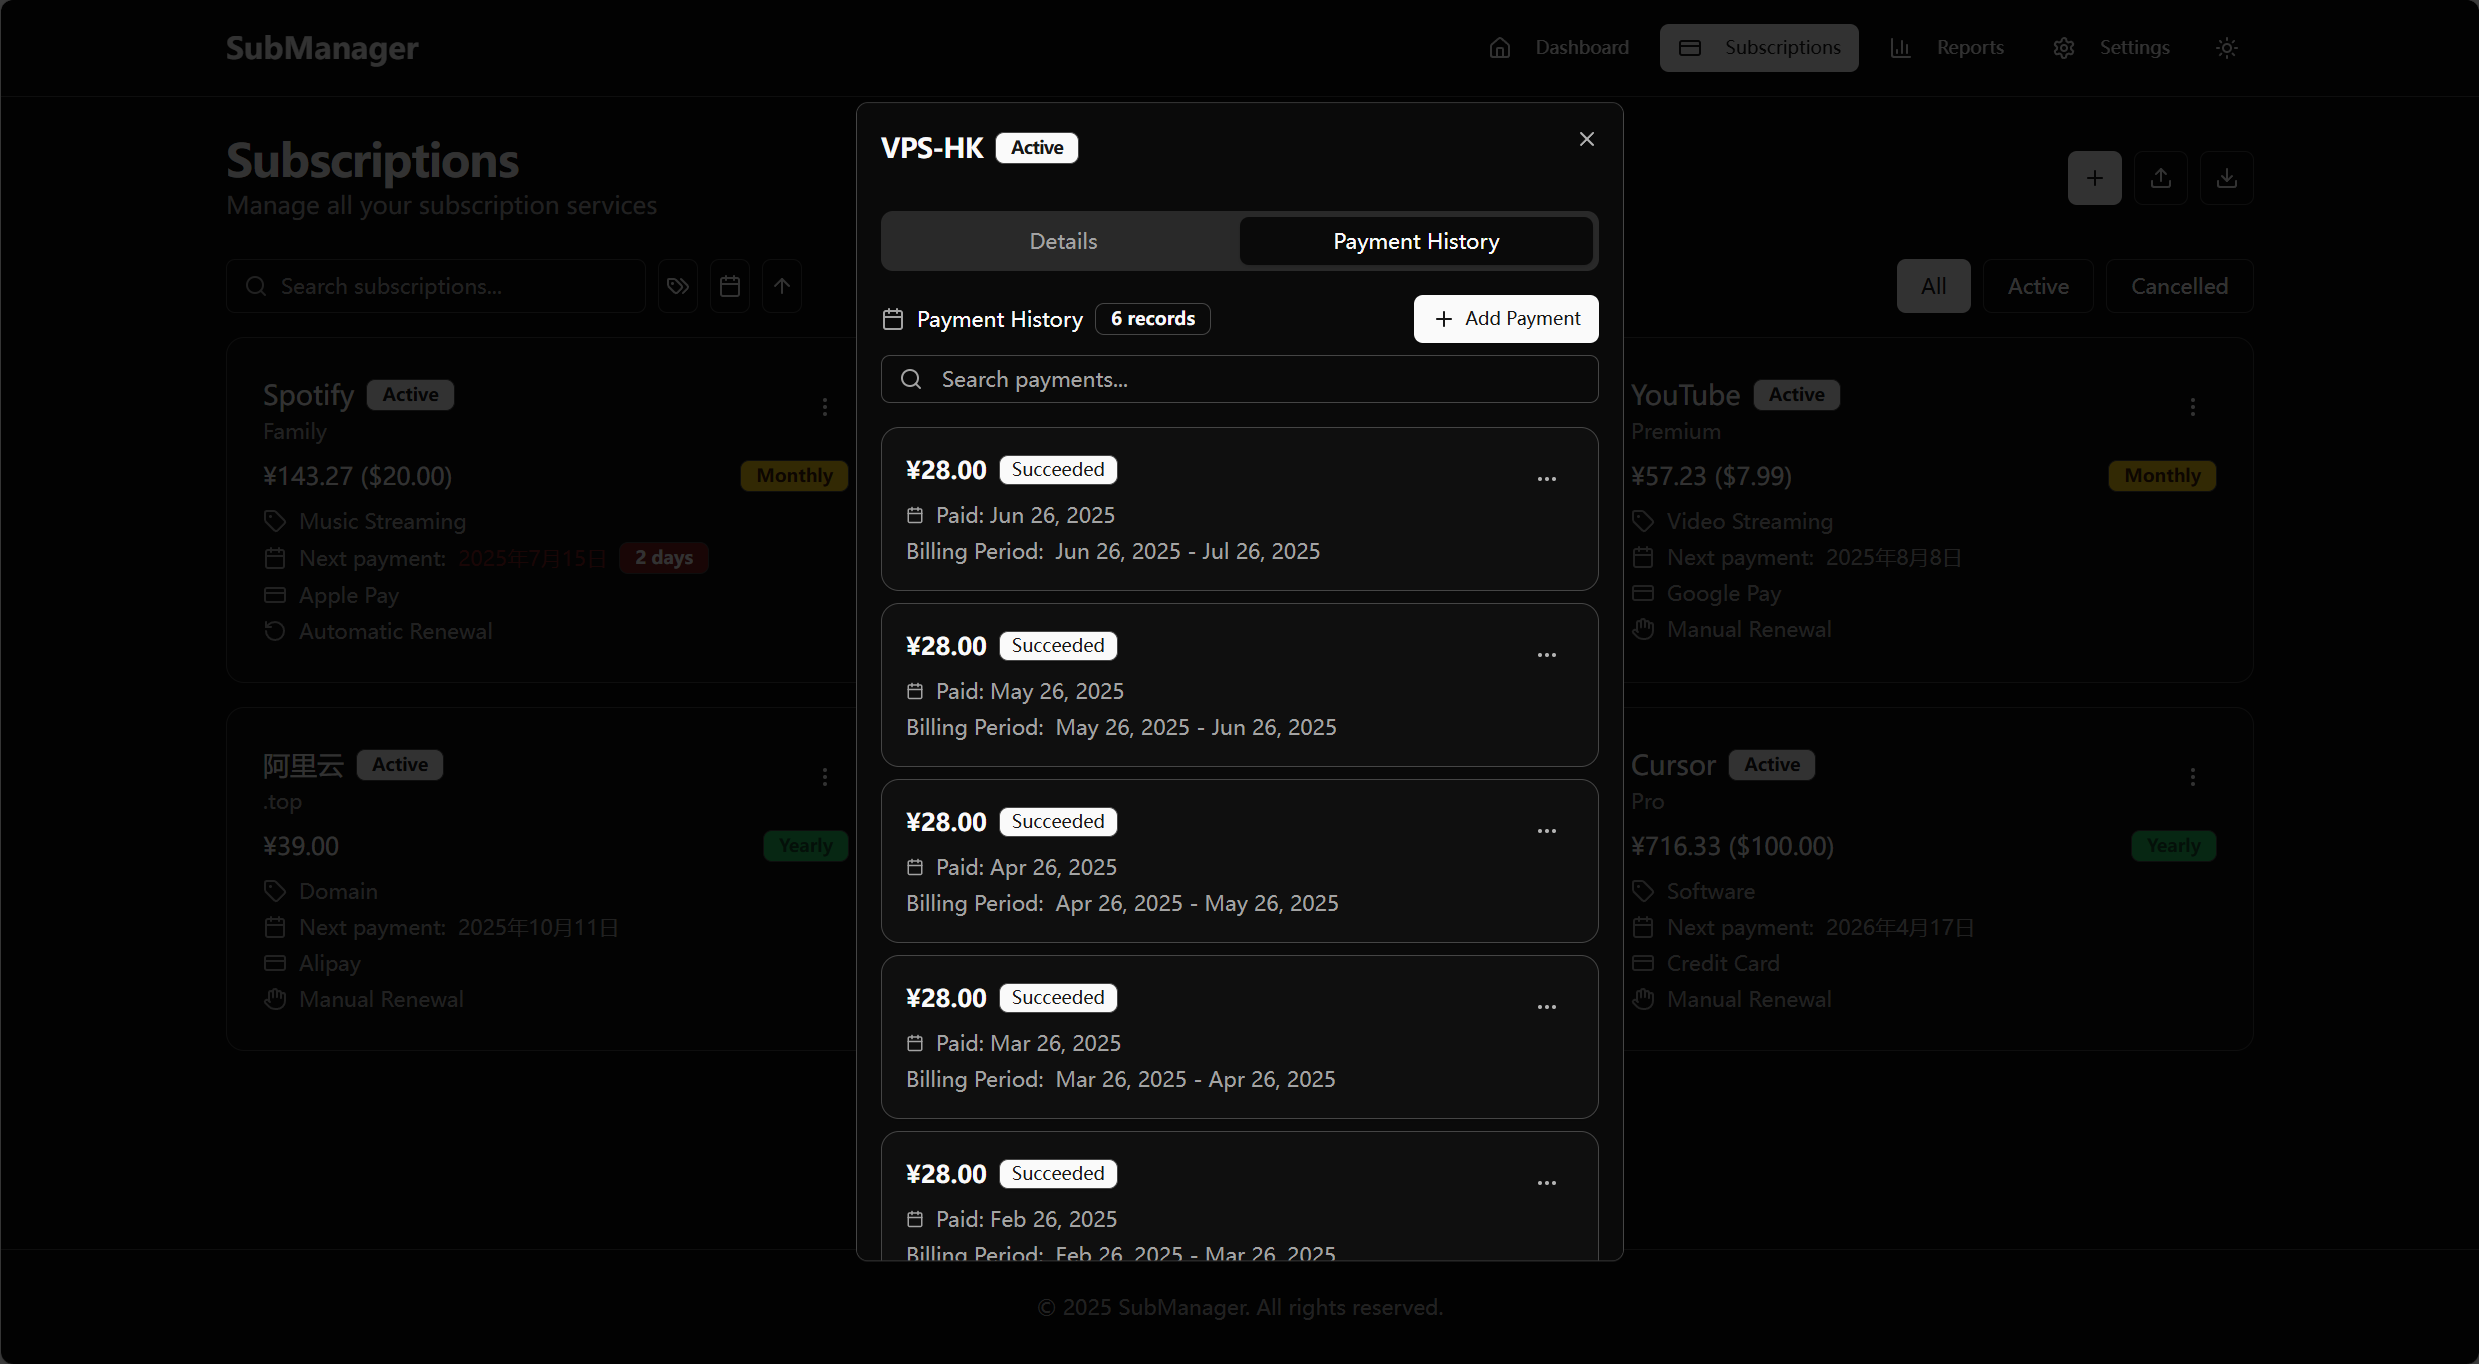 SubManager
Dashboard
Subscriptions
Reports
Settings
Subscriptions
Manage all your subscription services
Search subscriptions...
All
Active
Cancelled
Spotify Active
Family
¥143.27 ($20.00) Monthly
Music Streaming
Next payment: 2025年7月15日 2 days
Apple Pay
Automatic Renewal
阿里云 Active
.top
¥39.00 Yearly
Domain
Next payment: 2025年10月11日
Alipay
Manual Renewal
VPS-HK Active
Details
Payment History
Payment History 6 records
Add Payment
Search payments...
¥28.00 Succeeded
Paid: Jun 26, 2025
Billing Period: Jun 26, 2025 - Jul 26, 2025
¥28.00 Succeeded
Paid: May 26, 2025
Billing Period: May 26, 2025 - Jun 26, 2025
¥28.00 Succeeded
Paid: Apr 26, 2025
Billing Period: Apr 26, 2025 - May 26, 2025
¥28.00 Succeeded
Paid: Mar 26, 2025
Billing Period: Mar 26, 2025 - Apr 26, 2025
¥28.00 Succeeded
Paid: Feb 26, 2025
Billing Period: Feb 26, 2025 - Mar 26, 2025
YouTube Active
Premium
¥57.23 ($7.99) Monthly
Video Streaming
Next payment: 2025年8月8日
Google Pay
Manual Renewal
Cursor Active
Pro
¥716.33 ($100.00) Yearly
Software
Next payment: 2026年4月17日
Credit Card
Manual Renewal
© 2025 SubManager. All rights reserved.